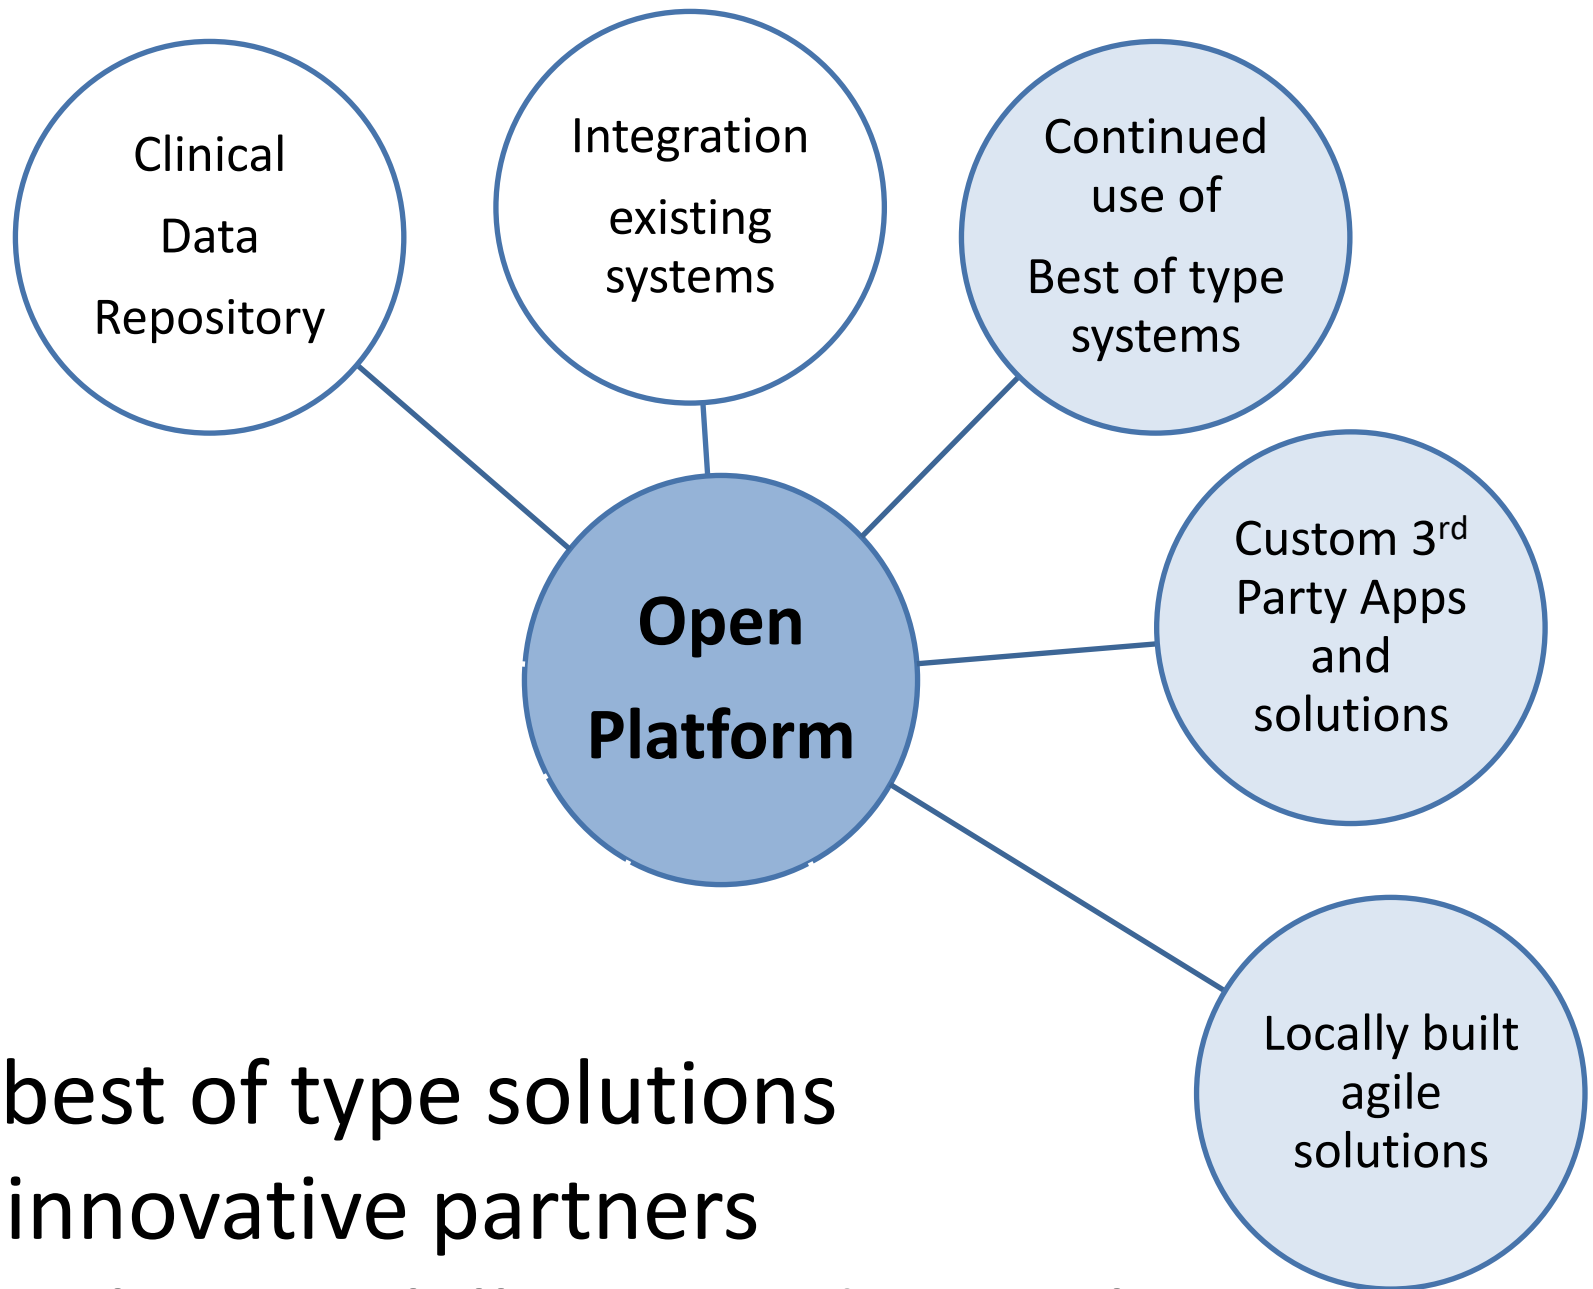 Clinical
Data
Repository
Integration
existing
systems
Continued
use of
Best of type
systems
Custom 3rd
Party Apps
and
solutions
Open
Platform
Locally built
agile
solutions
best of type solutions
innovative partners